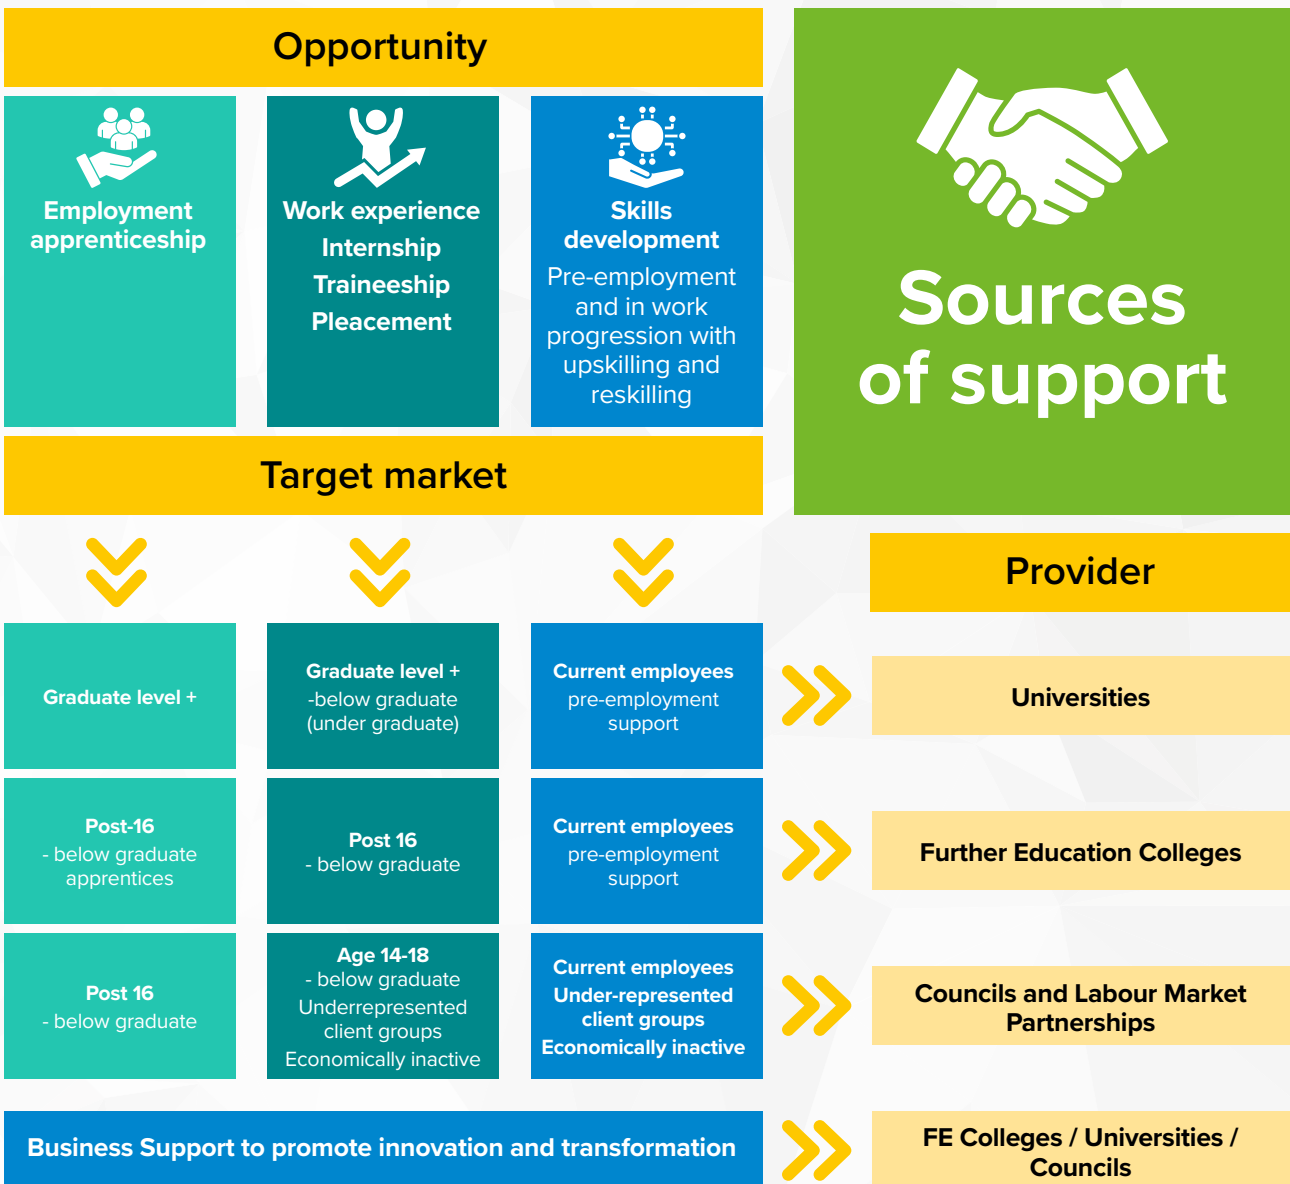 Opportunity
Employment
apprenticeship
Work experience
Internship
Traineeship
Pleacement
Skills
development
Pre-employment
and in work
progression with
upskilling and
reskilling
Sources
of support
Target market
Provider
Graduate level +
Graduate level +
-below graduate
(under graduate)
Current employees
pre-employment
support
Universities
Post-16
- below graduate
apprentices
Post 16
- below graduate
Current employees
pre-employment
support
Further Education Colleges
Post 16
- below graduate
Age 14-18
- below graduate
Underrepresented
client groups
Economically inactive
Current employees
Under-represented
client groups
Economically inactive
Councils and Labour Market
Partnerships
Business Support to promote innovation and transformation
FE Colleges / Universities /
Councils